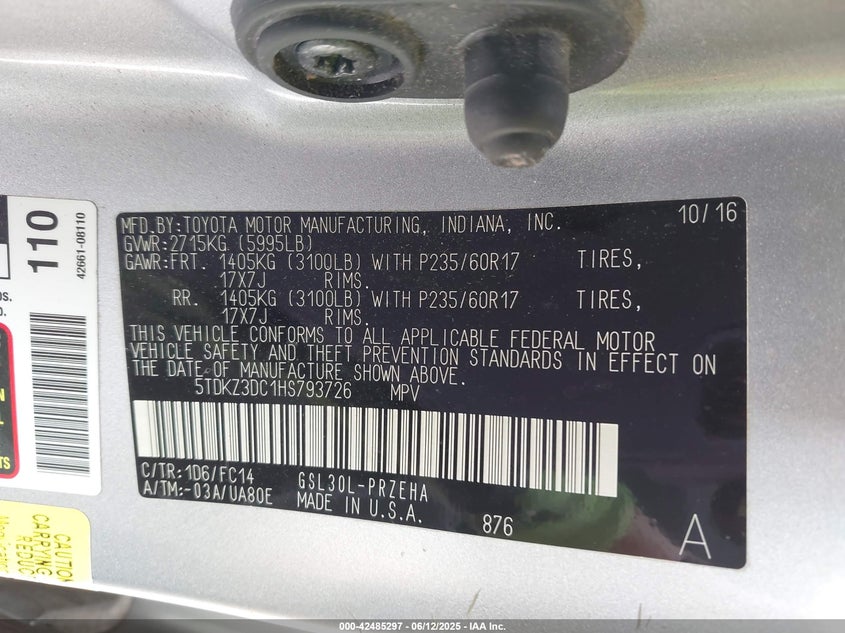 MFD.BY:TOYOTA MOTOR MANUFACTURING, INDIANA, INC. 10/16
GVWR:2715KG (5995LB)
GAWR:FRT. 1405KG (3100LB) WITH P235/60R17 TIRES,
17X7J RIMS.
RR. 1405KG (3100LB) WITH P235/60R17 TIRES,
17X7J RIMS.
THIS VEHICLE CONFORMS TO ALL APPLICABLE FEDERAL MOTOR
VEHICLE SAFETY AND THEFT PREVENTION STANDARDS IN EFFECT ON
THE DATE OF MANUFACTURE SHOWN ABOVE.
5TDKZ3DC1HS793726 MPV
C/TR:1D6/FC14 GSL30L-PRZEHA
A/TM:-03A/UA80E MADE IN U.S.A. 876 A
110
42661-08110
CAUTION
CARRYING
REDUC
000-42485297 - 06/12/2025 - IAA Inc.